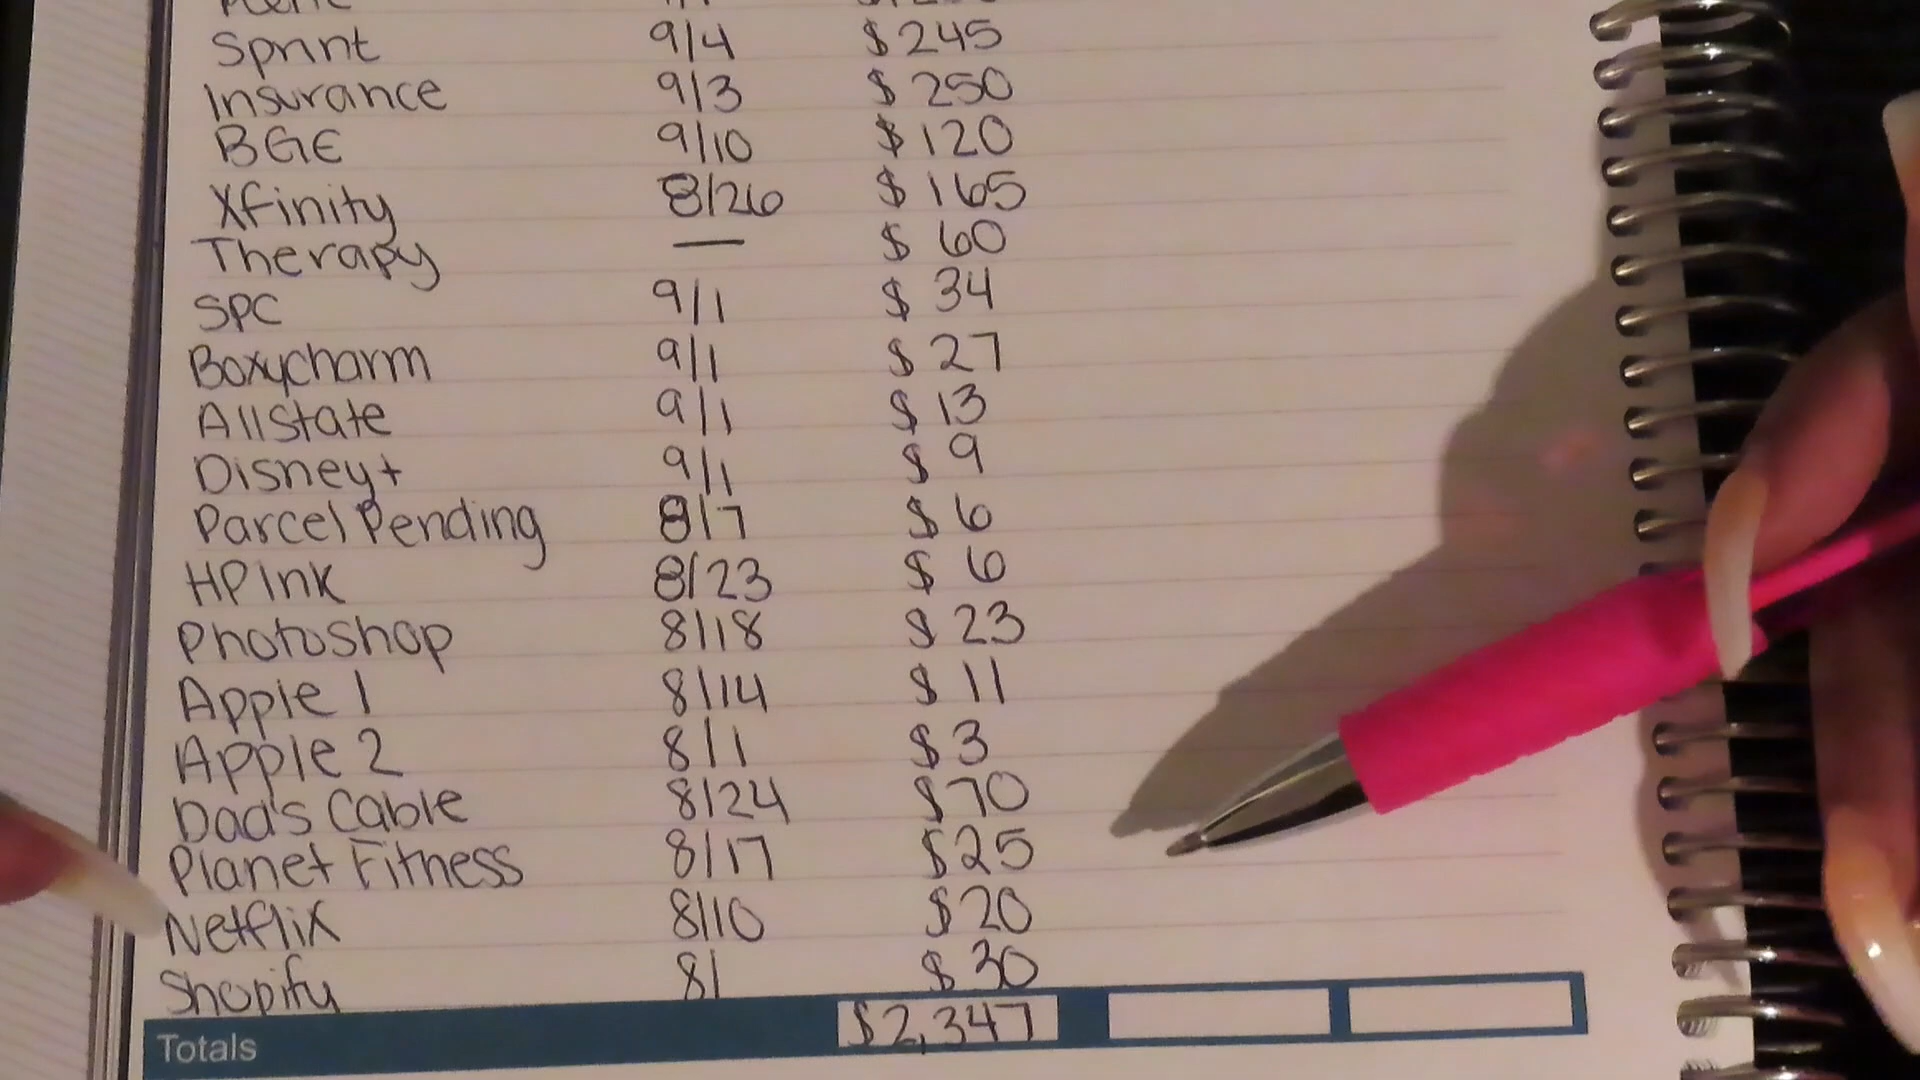 Sprint 9/4 $245
Insurance 9/3 $250
BGE 9/10 $120
Xfinity 8/26 $165
Therapy — $60
SPC 9/1 $34
Boxycharm 9/1 $27
Allstate 9/1 $13
Disney+ 9/1 $9
Parcel Pending 8/7 $6
HP Ink 8/23 $6
Photoshop 8/18 $23
Apple 1 8/14 $11
Apple 2 8/1 $3
Dad's Cable 8/24 $70
Planet Fitness 8/17 $25
Netflix 8/10 $20
Shopify 8/ $30
Totals $2,347